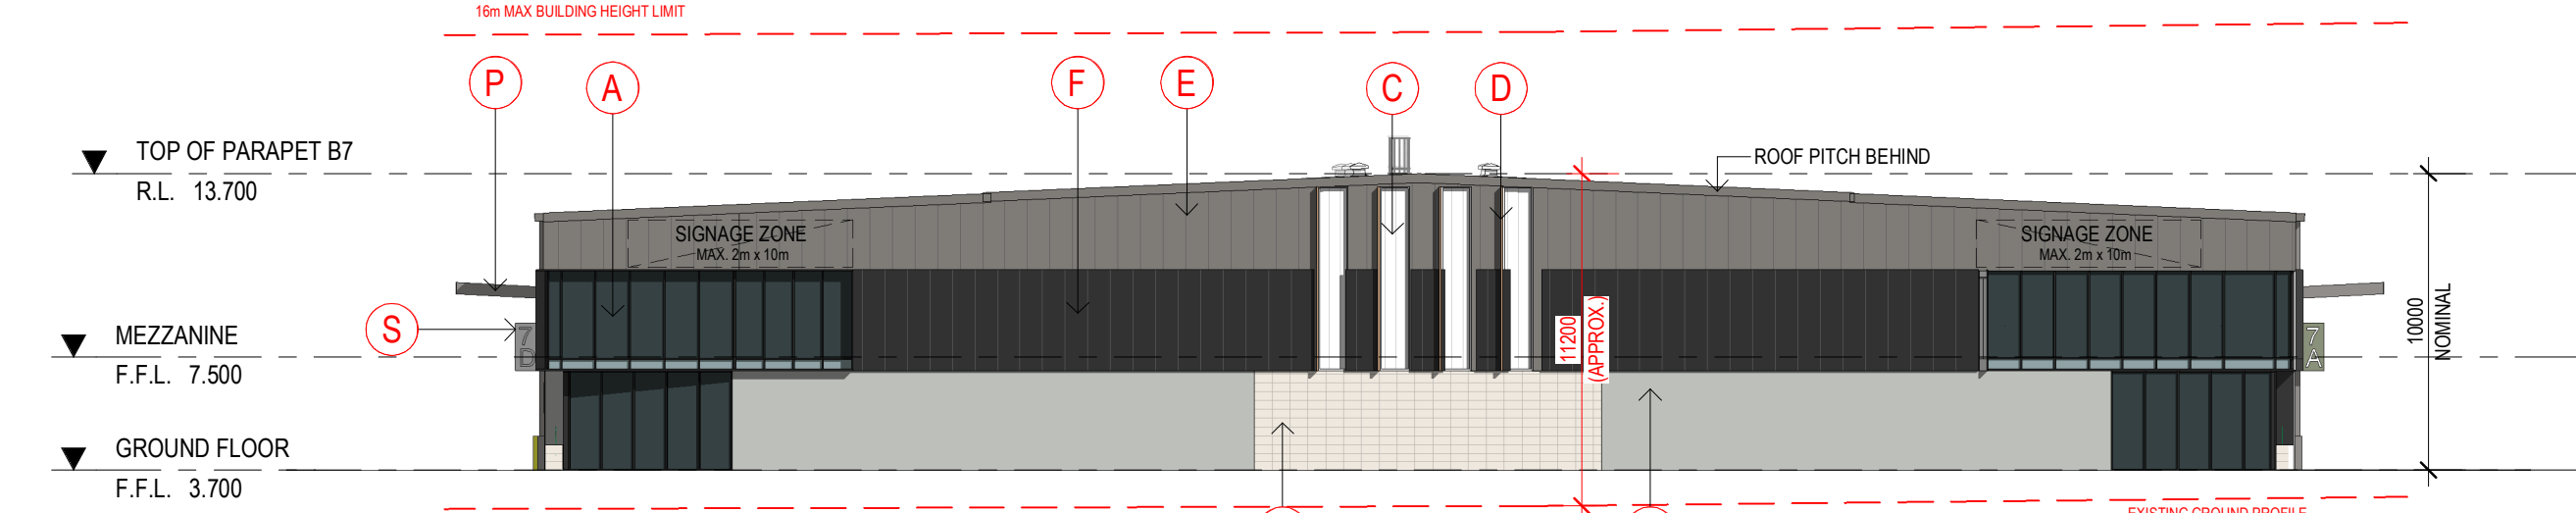 16m MAX BUILDING HEIGHT LIMIT
P
A
F
E
C
D
TOP OF PARAPET B7
R.L. 13.700
ROOF PITCH BEHIND
SIGNAGE ZONE
MAX. 2m x 10m
SIGNAGE ZONE
MAX. 2m x 10m
S
7
D
MEZZANINE
F.F.L. 7.500
11200
(APPROX.)
7
A
10000
NOMINAL
GROUND FLOOR
F.F.L. 3.700
EXISTING GROUND PROFILE